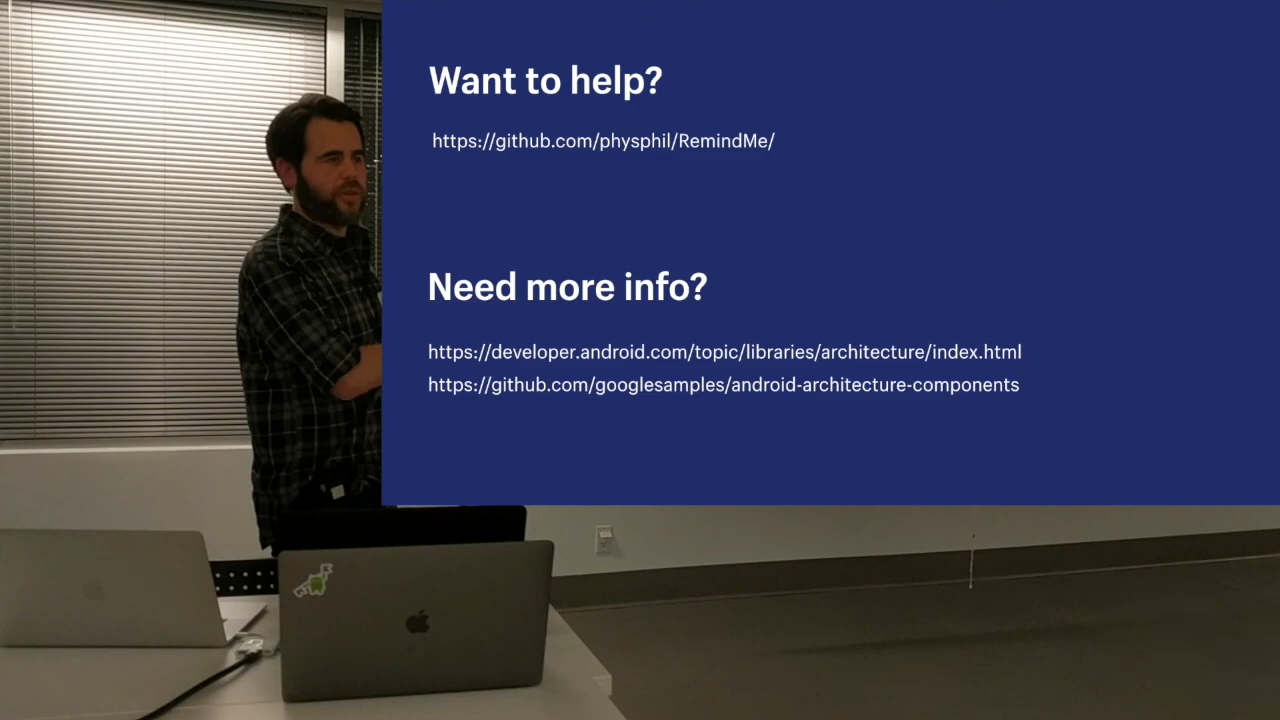 Want to help?
https://github.com/physphil/RemindMe/
Need more info?
https://developer.android.com/topic/libraries/architecture/index.html
https://github.com/googlesamples/android-architecture-components